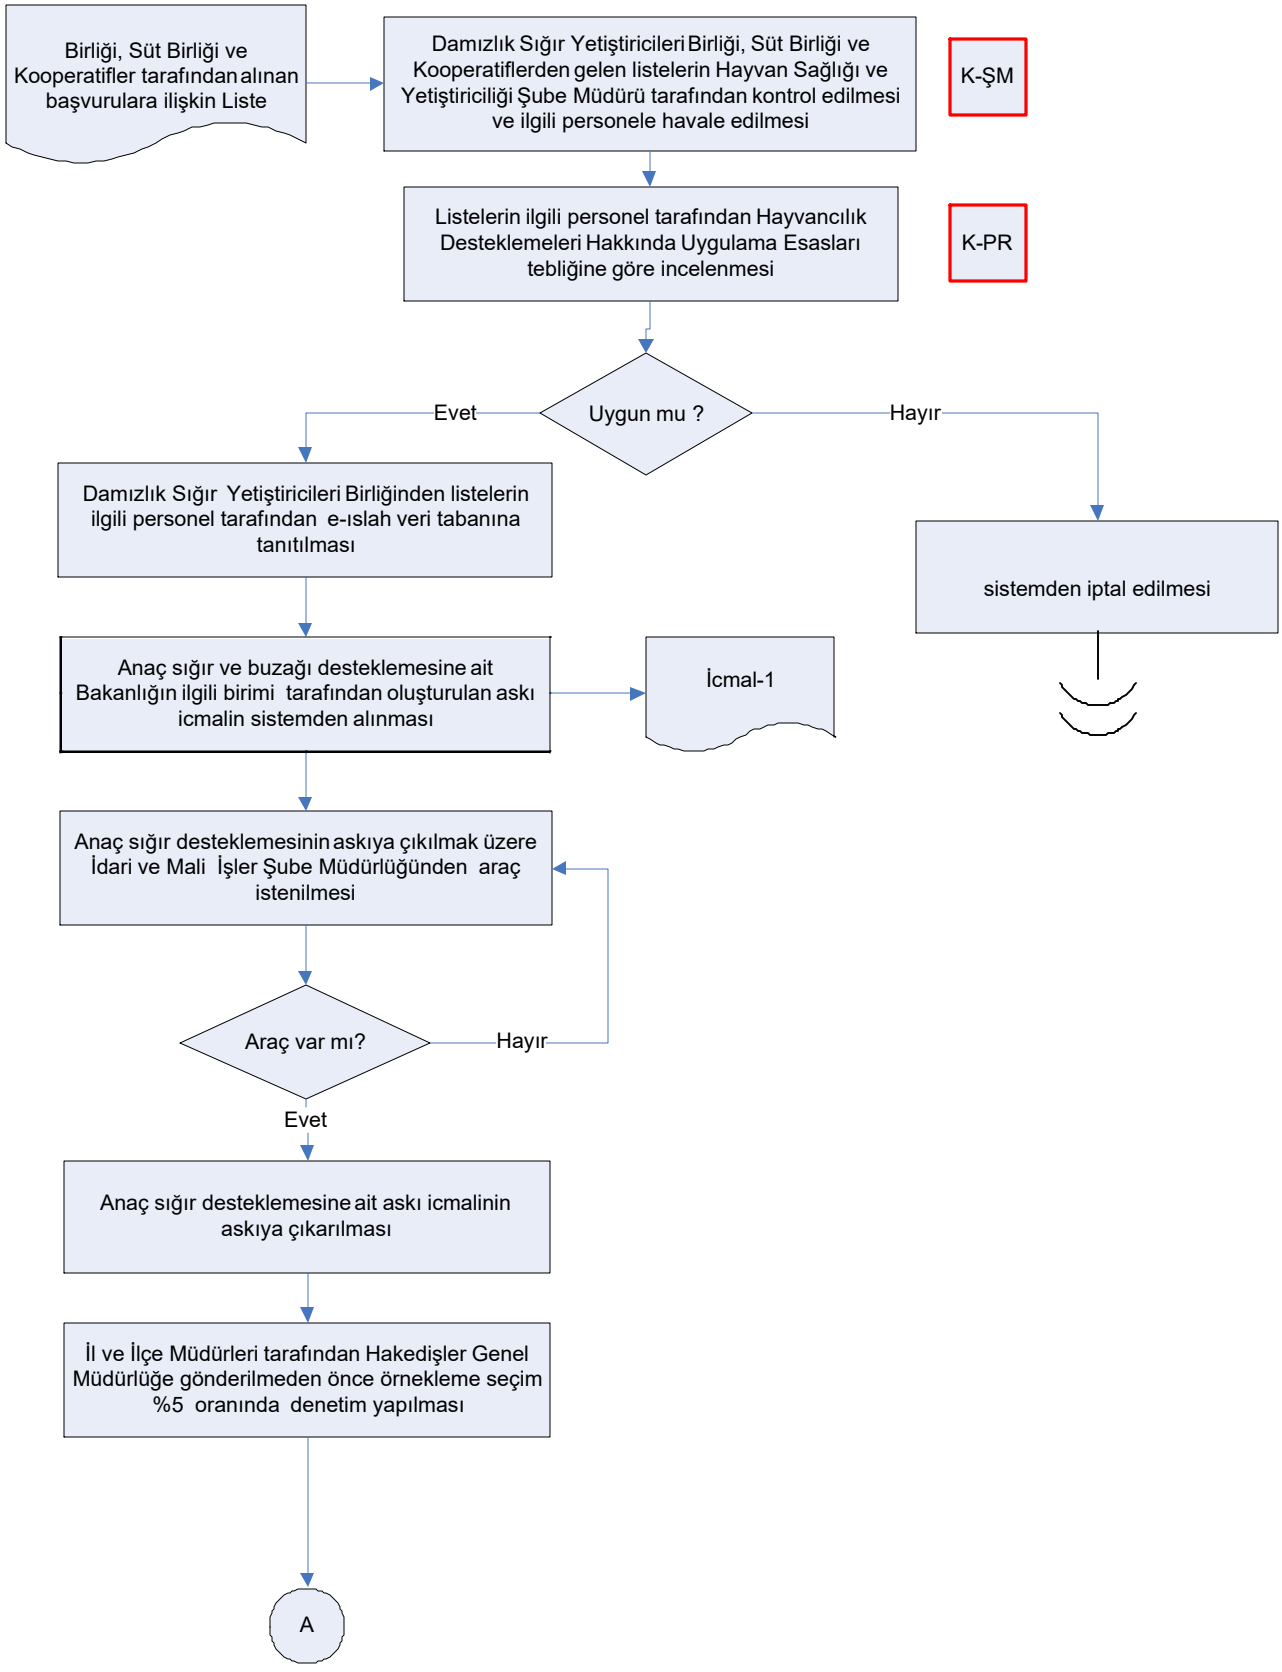 Birliği, Süt Birliği ve
Kooperatifler tarafından alınan
başvurulara ilişkin Liste
Damızlık Sığır Yetiştiricileri Birliği, Süt Birliği ve
Kooperatiflerden gelen listelerin Hayvan Sağlığı ve
Yetiştiriciliği Şube Müdürü tarafından kontrol edilmesi
ve ilgili personele havale edilmesi
K-ŞM
Listelerin ilgili personel tarafından Hayvancılık
Desteklemeleri Hakkında Uygulama Esasları
tebliğine göre incelenmesi
K-PR
Uygun mu ?
Evet
Hayır
Damızlık Sığır Yetiştiricileri Birliğinden listelerin
ilgili personel tarafından e-ıslah veri tabanına
tanıtılması
sistemden iptal edilmesi
Anaç sığır ve buzağı desteklemesine ait
Bakanlığın ilgili birimi tarafından oluşturulan askı
icmalin sistemden alınması
İcmal-1
Anaç sığır desteklemesinin askıya çıkılmak üzere
İdari ve Mali İşler Şube Müdürlüğünden araç
istenilmesi
Araç var mı?
Hayır
Evet
Anaç sığır desteklemesine ait askı icmalinin
askıya çıkarılması
İl ve İlçe Müdürleri tarafından Hakedişler Genel
Müdürlüğe gönderilmeden önce örnekleme seçim
%5 oranında denetim yapılması
A